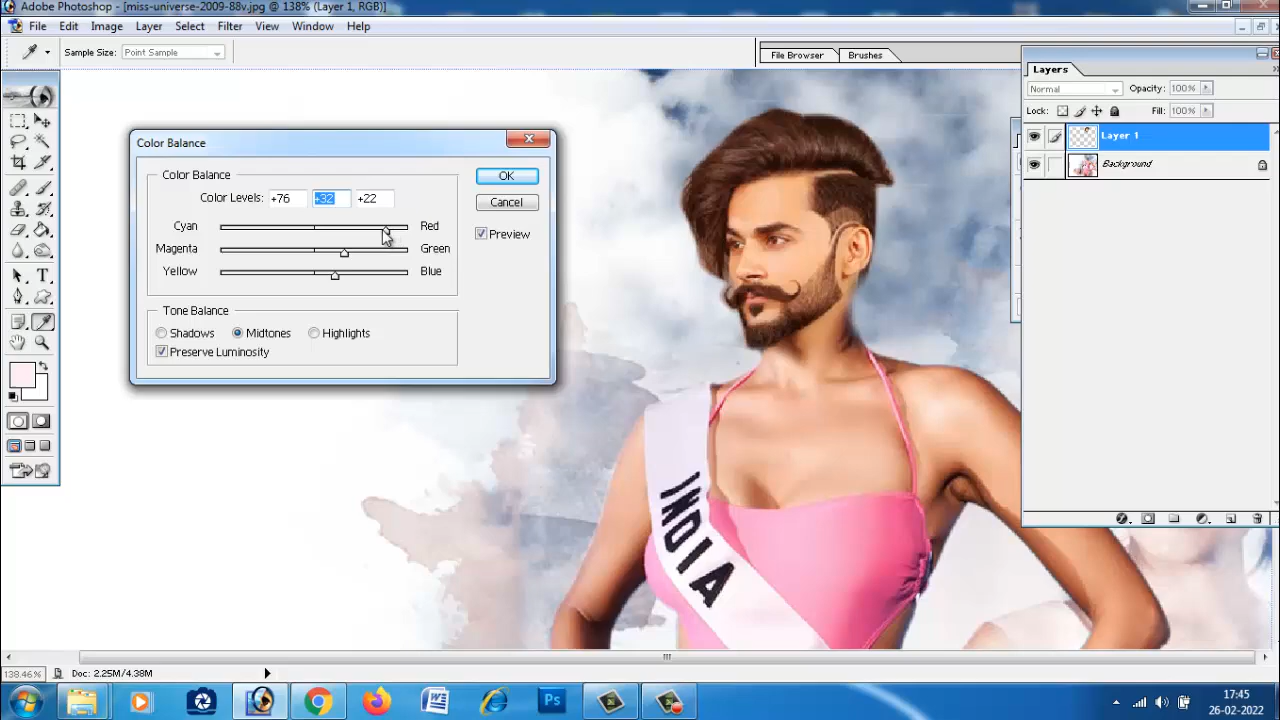 Adobe Photoshop - [miss-universe-2009-88v.jpg @ 138% (Layer 1, RGB)]
File Edit Image Layer Select Filter View Window Help
Sample Size: Point Sample
File Browser Brushes
Layers
Normal Opacity: 100%
Lock: Fill: 100%
Layer 1
Background
Color Balance
Color Balance
Color Levels: +76 +32 +22
Cyan Red
Magenta Green
Yellow Blue
Tone Balance
Shadows Midtones Highlights
Preserve Luminosity
OK
Cancel
Preview
INDIA
138.46% Doc: 2.25M/4.38M
17:45
26-02-2022